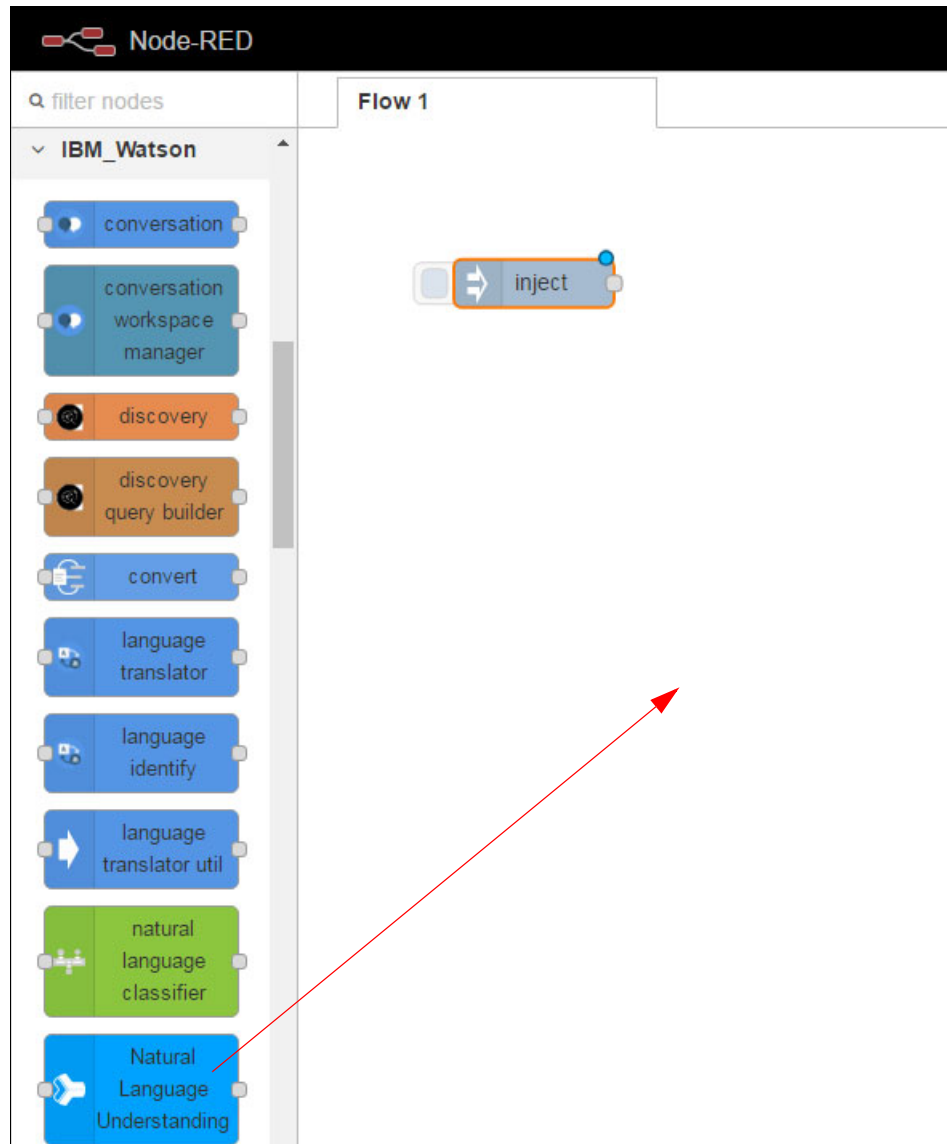 Node-RED
filter nodes
Flow 1
IBM_Watson
conversation
inject
conversation
workspace
manager
discovery
discovery
query builder
convert
language
translator
language
identify
language
translator util
natural
language
classifier
Natural
Language
Understanding